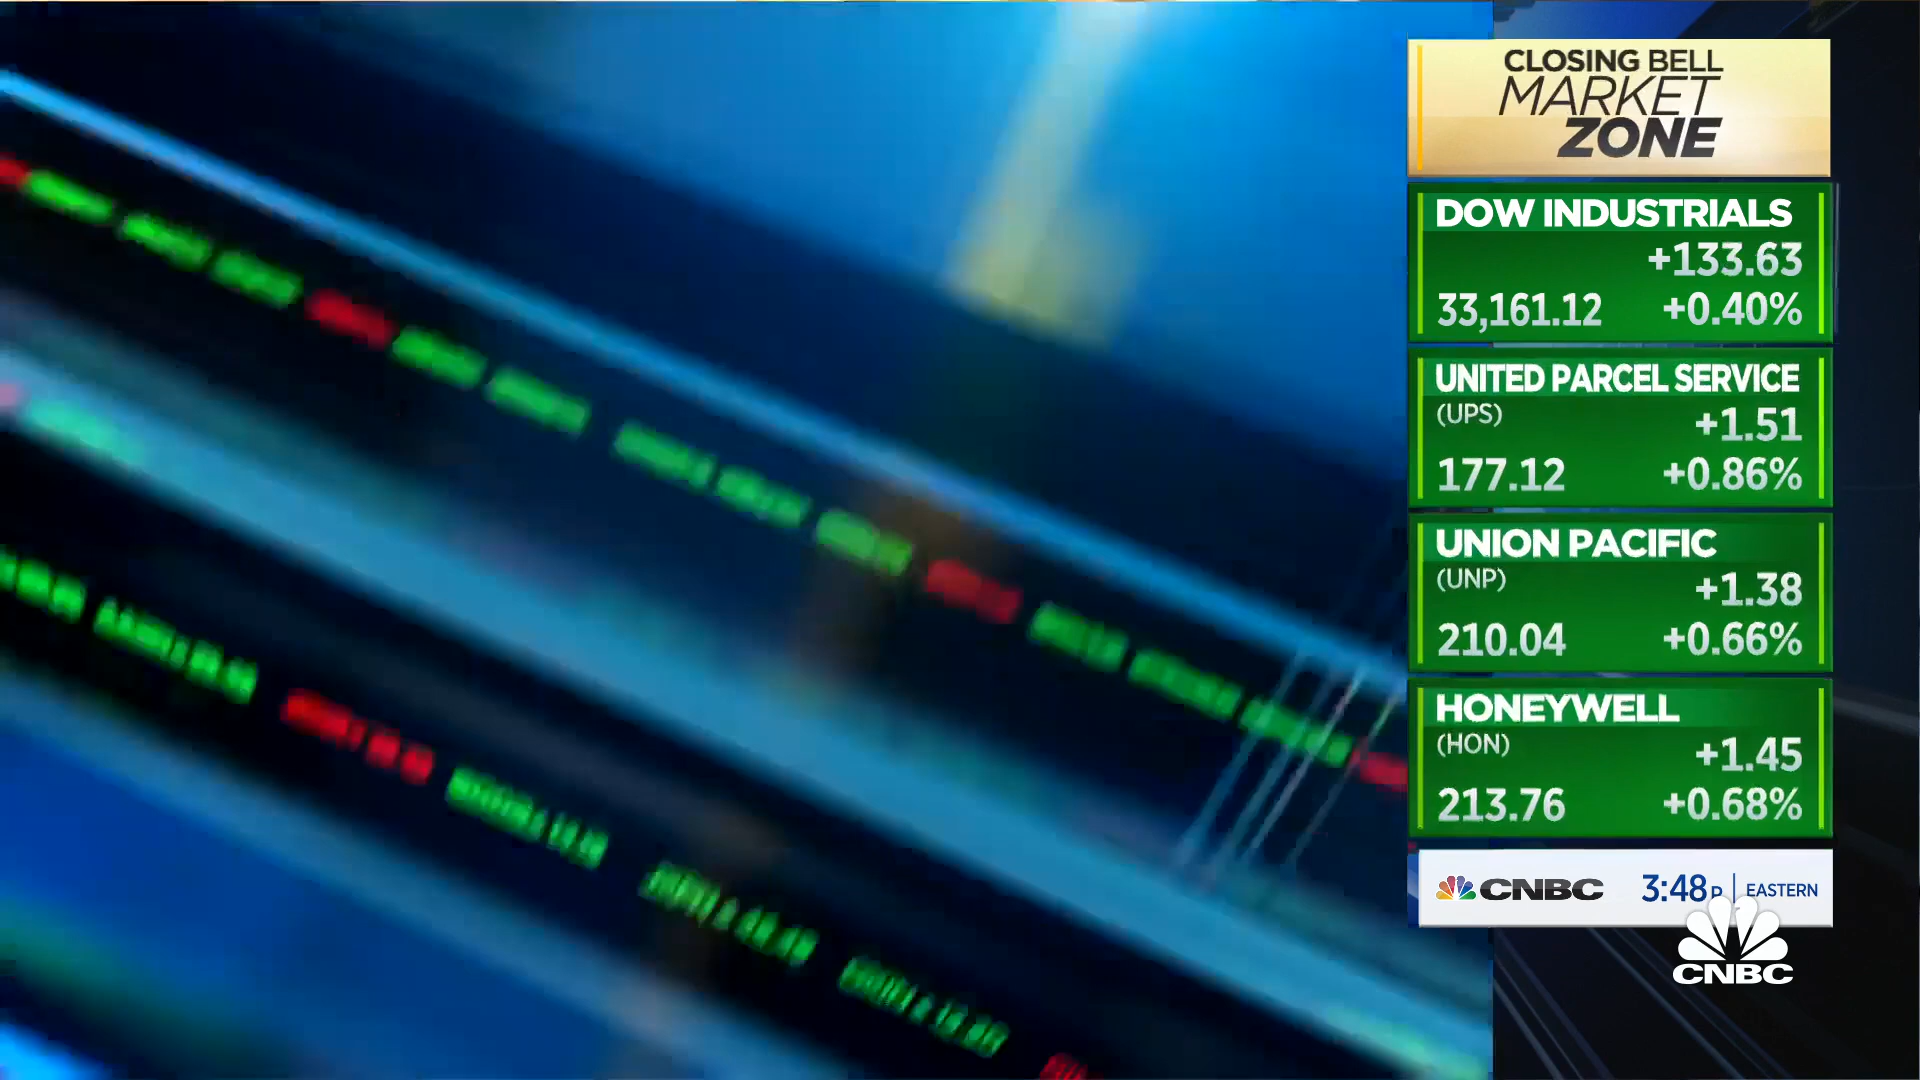 CLOSING BELL
MARKET
ZONE
DOW INDUSTRIALS
+133.63
33,161.12 +0.40%
UNITED PARCEL SERVICE
(UPS) +1.51
177.12 +0.86%
UNION PACIFIC
(UNP) +1.38
210.04 +0.66%
HONEYWELL
(HON) +1.45
213.76 +0.68%
CNBC 3:48P EASTERN
CNBC